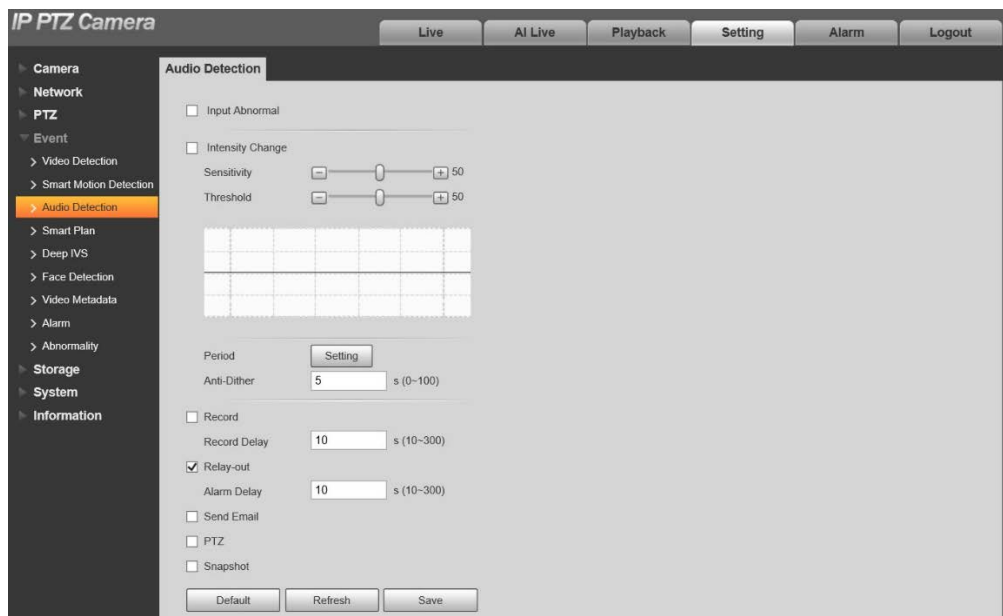 IP PTZ Camera
Live
AI Live
Playback
Setting
Alarm
Logout
Camera
Network
PTZ
Event
Video Detection
Smart Motion Detection
Audio Detection
Smart Plan
Deep IVS
Face Detection
Video Metadata
Alarm
Abnormality
Storage
System
Information
Audio Detection
Input Abnormal
Intensity Change
Sensitivity - + 50
Threshold - + 50
Period Setting
Anti-Dither 5 s (0~100)
Record
Record Delay 10 s (10~300)
Relay-out
Alarm Delay 10 s (10~300)
Send Email
PTZ
Snapshot
Default Refresh Save